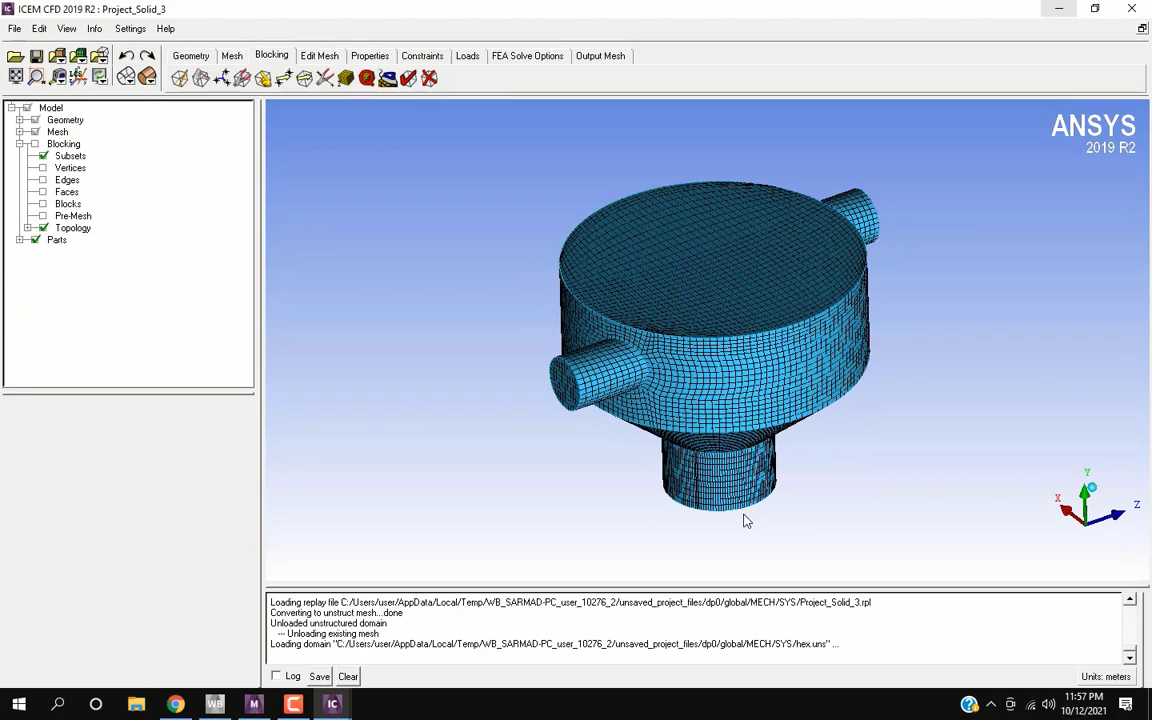 ICEM CFD 2019 R2 : Project_Solid_3
File Edit View Info Settings Help
Geometry Mesh Blocking Edit Mesh Properties Constraints Loads FEA Solve Options Output Mesh
Model
Geometry
Mesh
Blocking
Subsets
Vertices
Edges
Faces
Blocks
Pre-Mesh
Topology
Parts
ANSYS
2019 R2
Y
X
Z
Loading replay file C:/Users/user/AppData/Local/Temp/WB_SARMAD-PC_user_10276_2/unsaved_project_files/dp0/global/MECH/SYS/Project_Solid_3.rpl
Converting to unstruct mesh...done
Unloaded unstructured domain
--- Unloading existing mesh
Loading domain "C:/Users/user/AppData/Local/Temp/WB_SARMAD-PC_user_10276_2/unsaved_project_files/dp0/global/MECH/SYS/hex.uns" ...
Log Save Clear
Units: meters
WB M C IC
11:57 PM
10/12/2021